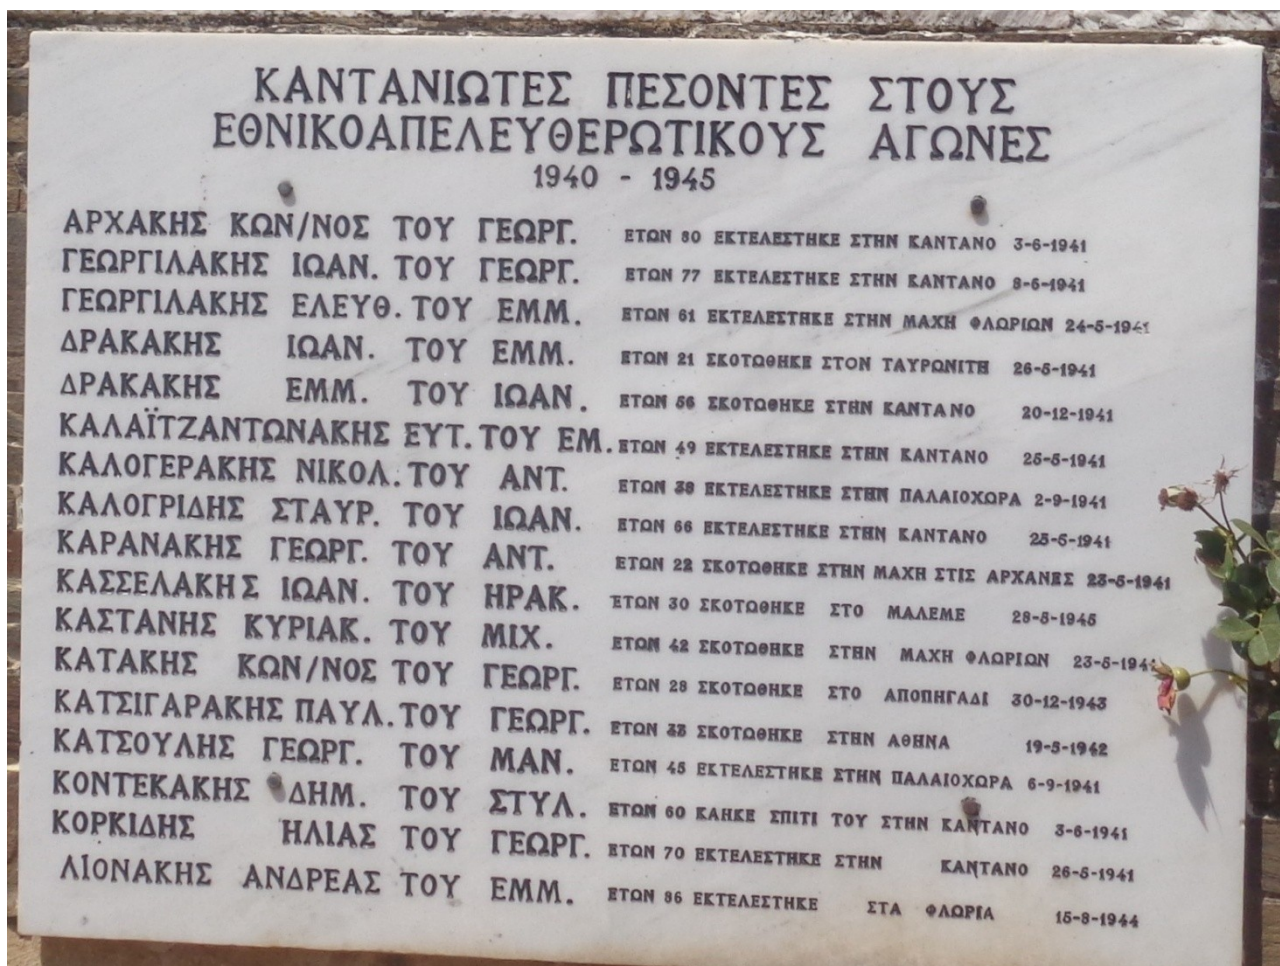 ΚΑΝΤΑΝΙΩΤΕΣ ΠΕΣΟΝΤΕΣ ΣΤΟΥΣ
ΕΘΝΙΚΟΑΠΕΛΕΥΘΕΡΩΤΙΚΟΥΣ ΑΓΩΝΕΣ
1940 - 1945
ΑΡΧΑΚΗΣ ΚΩΝ/ΝΟΣ ΤΟΥ ΓΕΩΡΓ. ΕΤΩΝ 80 ΕΚΤΕΛΕΣΤΗΚΕ ΣΤΗΝ ΚΑΝΤΑΝΟ 3-6-1941
ΓΕΩΡΓΙΛΑΚΗΣ ΙΩΑΝ. ΤΟΥ ΓΕΩΡΓ. ΕΤΩΝ 77 ΕΚΤΕΛΕΣΤΗΚΕ ΣΤΗΝ ΚΑΝΤΑΝΟ 8-6-1941
ΓΕΩΡΓΙΛΑΚΗΣ ΕΛΕΥΘ. ΤΟΥ ΕΜΜ. ΕΤΩΝ 61 ΕΚΤΕΛΕΣΤΗΚΕ ΣΤΗΝ ΜΑΧΗ ΦΛΩΡΙΩΝ 24-5-1941
ΔΡΑΚΑΚΗΣ ΙΩΑΝ. ΤΟΥ ΕΜΜ. ΕΤΩΝ 21 ΣΚΟΤΩΘΗΚΕ ΣΤΟΝ ΤΑΥΡΩΝΙΤΗ 26-5-1941
ΔΡΑΚΑΚΗΣ ΕΜΜ. ΤΟΥ ΙΩΑΝ. ΕΤΩΝ 56 ΣΚΟΤΩΘΗΚΕ ΣΤΗΝ ΚΑΝΤΑΝΟ 20-12-1941
ΚΑΛΑΪΤΖΑΝΤΩΝΑΚΗΣ ΕΥΤ. ΤΟΥ ΕΜ. ΕΤΩΝ 49 ΕΚΤΕΛΕΣΤΗΚΕ ΣΤΗΝ ΚΑΝΤΑΝΟ 25-5-1941
ΚΑΛΟΓΕΡΑΚΗΣ ΝΙΚΟΛ. ΤΟΥ ΑΝΤ. ΕΤΩΝ 38 ΕΚΤΕΛΕΣΤΗΚΕ ΣΤΗΝ ΠΑΛΑΙΟΧΩΡΑ 2-9-1941
ΚΑΛΟΓΡΙΔΗΣ ΣΤΑΥΡ. ΤΟΥ ΙΩΑΝ. ΕΤΩΝ 66 ΕΚΤΕΛΕΣΤΗΚΕ ΣΤΗΝ ΚΑΝΤΑΝΟ 25-5-1941
ΚΑΡΑΝΑΚΗΣ ΓΕΩΡΓ. ΤΟΥ ΑΝΤ. ΕΤΩΝ 22 ΣΚΟΤΩΘΗΚΕ ΣΤΗΝ ΜΑΧΗ ΣΤΙΣ ΑΡΧΑΝΕΣ 23-5-1941
ΚΑΣΣΕΛΑΚΗΣ ΙΩΑΝ. ΤΟΥ ΗΡΑΚ. ΕΤΩΝ 30 ΣΚΟΤΩΘΗΚΕ ΣΤΟ ΜΑΛΕΜΕ 28-5-1945
ΚΑΣΤΑΝΗΣ ΚΥΡΙΑΚ. ΤΟΥ ΜΙΧ. ΕΤΩΝ 42 ΣΚΟΤΩΘΗΚΕ ΣΤΗΝ ΜΑΧΗ ΦΛΩΡΙΩΝ 23-5-1941
ΚΑΤΑΚΗΣ ΚΩΝ/ΝΟΣ ΤΟΥ ΓΕΩΡΓ. ΕΤΩΝ 28 ΣΚΟΤΩΘΗΚΕ ΣΤΟ ΑΠΟΠΗΓΑΔΙ 30-12-1943
ΚΑΤΣΙΓΑΡΑΚΗΣ ΠΑΥΛ. ΤΟΥ ΓΕΩΡΓ. ΕΤΩΝ 33 ΣΚΟΤΩΘΗΚΕ ΣΤΗΝ ΑΘΗΝΑ 19-5-1942
ΚΑΤΣΟΥΛΗΣ ΓΕΩΡΓ. ΤΟΥ ΜΑΝ. ΕΤΩΝ 45 ΕΚΤΕΛΕΣΤΗΚΕ ΣΤΗΝ ΠΑΛΑΙΟΧΩΡΑ 6-9-1941
ΚΟΝΤΕΚΑΚΗΣ ΔΗΜ. ΤΟΥ ΣΤΥΛ. ΕΤΩΝ 60 ΚΑΗΚΕ ΣΠΙΤΙ ΤΟΥ ΣΤΗΝ ΚΑΝΤΑΝΟ 3-6-1941
ΚΟΡΚΙΔΗΣ ΗΛΙΑΣ ΤΟΥ ΓΕΩΡΓ. ΕΤΩΝ 70 ΕΚΤΕΛΕΣΤΗΚΕ ΣΤΗΝ ΚΑΝΤΑΝΟ 26-5-1941
ΛΙΟΝΑΚΗΣ ΑΝΔΡΕΑΣ ΤΟΥ ΕΜΜ. ΕΤΩΝ 86 ΕΚΤΕΛΕΣΤΗΚΕ ΣΤΑ ΦΛΩΡΙΑ 15-8-1944